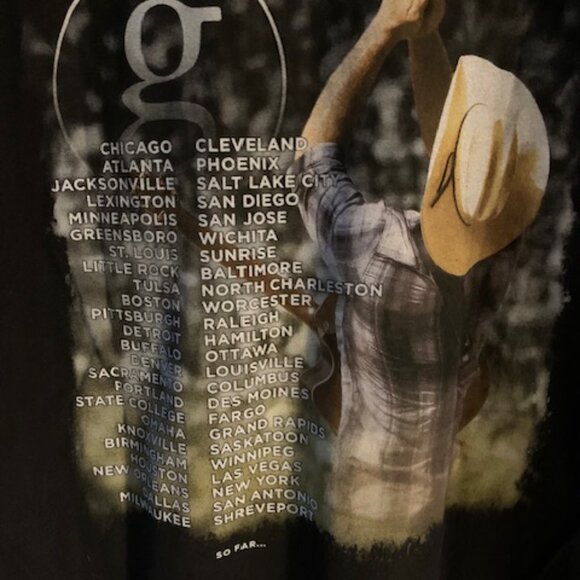 g
CHICAGO CLEVELAND
ATLANTA PHOENIX
JACKSONVILLE SALT LAKE CITY
LEXINGTON SAN DIEGO
MINNEAPOLIS SAN JOSE
GREENSBORO WICHITA
ST. LOUIS SUNRISE
LITTLE ROCK BALTIMORE
TULSA NORTH CHARLESTON
BOSTON WORCESTER
PITTSBURGH RALEIGH
DETROIT HAMILTON
BUFFALO OTTAWA
DENVER LOUISVILLE
SACRAMENTO COLUMBUS
PORTLAND DES MOINES
STATE COLLEGE FARGO
OMAHA GRAND RAPIDS
KNOXVILLE SASKATOON
BIRMINGHAM WINNIPEG
HOUSTON LAS VEGAS
NEW ORLEANS NEW YORK
DALLAS SAN ANTONIO
MILWAUKEE SHREVEPORT
SO FAR...